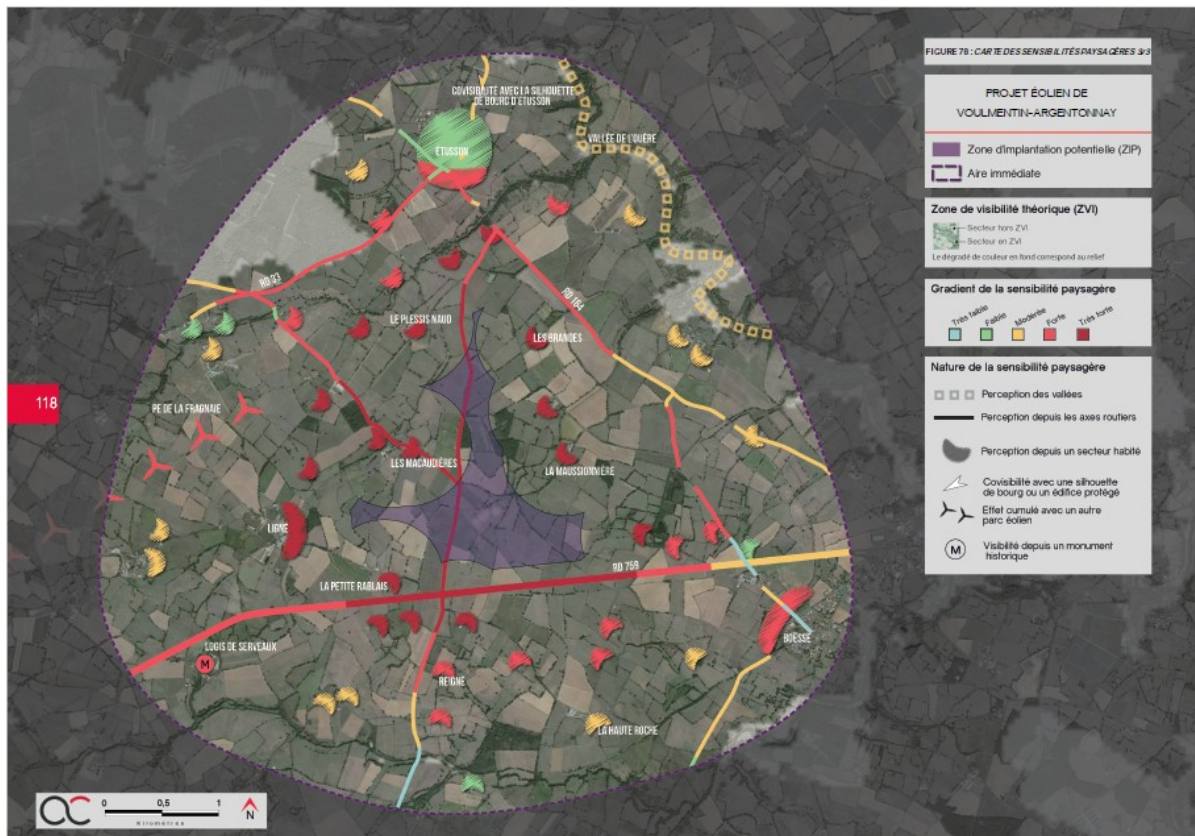 FIGURE 78 : CARTE DES SENSIBILITÉS PAYSAGÈRES 3/3
PROJET ÉOLIEN DE
VOULMENTIN-ARGENTONNAY
Zone d'implantation potentielle (ZIP)
Aire immédiate
Zone de visibilité théorique (ZVI)
Secteur hors ZVI
Secteur en ZVI
Le dégradé de couleur en fond correspond au relief
Gradient de la sensibilité paysagère
Très faible
Faible
Modérée
Forte
Très forte
Nature de la sensibilité paysagère
Perception des vallées
Perception depuis les axes routiers
Perception depuis un secteur habité
Covisibilité avec une silhouette
de bourg ou un édifice protégé
Effet cumulé avec un autre
parc éolien
M
Visibilité depuis un monument
historique
COVISIBILITÉ AVEC LA SILHOUETTE
DE BOURG D'ETUSSON
ÉTUSSON
VALLÉE DE L'OUÈRE
RD 33
RD 164
LE PLESSIS NAUD
LES BRANDES
118
PE DE LA FRAGNAIE
LES MACAUDIÈRES
LA MAUSSIONNIÈRE
LIGNÉ
RD 759
LA PETITE RABLAIS
BOËSSE
LOGIS DE SERVEAUX
M
REIGNÉ
LA HAUTE ROCHE
0
0,5
1
Kilomètres
N